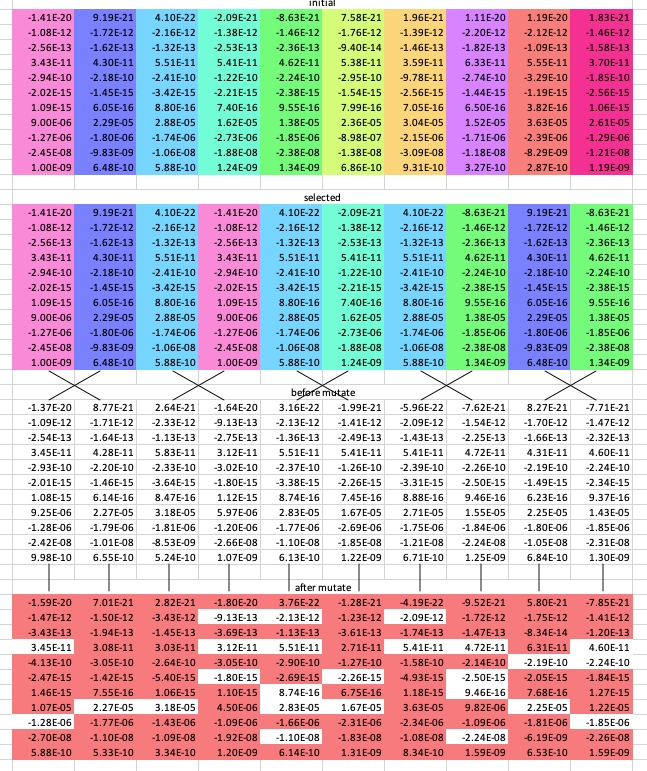 initial
-1.41E-20 9.19E-21 4.10E-22 -2.09E-21 -8.63E-21 7.58E-21 1.96E-21 1.11E-20 1.19E-20 1.83E-21
-1.08E-12 -1.72E-12 -2.16E-12 -1.38E-12 -1.46E-12 -1.76E-12 -1.39E-12 -2.20E-12 -2.12E-12 -1.46E-12
-2.56E-13 -1.62E-13 -1.32E-13 -2.53E-13 -2.36E-13 -9.40E-14 -1.46E-13 -1.82E-13 -1.09E-13 -1.58E-13
3.43E-11 4.30E-11 5.51E-11 5.41E-11 4.62E-11 5.38E-11 3.59E-11 6.33E-11 5.55E-11 3.70E-11
-2.94E-10 -2.18E-10 -2.41E-10 -1.22E-10 -2.24E-10 -2.95E-10 -9.78E-11 -2.74E-10 -3.29E-10 -1.85E-10
-2.02E-15 -1.45E-15 -3.42E-15 -2.21E-15 -2.38E-15 -1.54E-15 -2.56E-15 -1.44E-15 -1.19E-15 -2.56E-15
1.09E-15 6.05E-16 8.80E-16 7.40E-16 9.55E-16 7.99E-16 7.05E-16 6.50E-16 3.82E-16 1.06E-15
9.00E-06 2.29E-05 2.88E-05 1.62E-05 1.38E-05 2.36E-05 3.04E-05 1.52E-05 3.63E-05 2.61E-05
-1.27E-06 -1.80E-06 -1.74E-06 -2.73E-06 -1.85E-06 -8.98E-07 -2.15E-06 -1.71E-06 -2.39E-06 -1.29E-06
-2.45E-08 -9.83E-09 -1.06E-08 -1.88E-08 -2.38E-08 -1.38E-08 -3.09E-08 -1.18E-08 -8.29E-09 -1.21E-08
1.00E-09 6.48E-10 5.88E-10 1.24E-09 1.34E-09 6.86E-10 9.31E-10 3.27E-10 2.87E-10 1.19E-09
selected
-1.41E-20 9.19E-21 4.10E-22 -1.41E-20 4.10E-22 -2.09E-21 4.10E-22 -8.63E-21 9.19E-21 -8.63E-21
-1.08E-12 -1.72E-12 -2.16E-12 -1.08E-12 -2.16E-12 -1.38E-12 -2.16E-12 -1.46E-12 -1.72E-12 -1.46E-12
-2.56E-13 -1.62E-13 -1.32E-13 -2.56E-13 -1.32E-13 -2.53E-13 -1.32E-13 -2.36E-13 -1.62E-13 -2.36E-13
3.43E-11 4.30E-11 5.51E-11 3.43E-11 5.51E-11 5.41E-11 5.51E-11 4.62E-11 4.30E-11 4.62E-11
-2.94E-10 -2.18E-10 -2.41E-10 -2.94E-10 -2.41E-10 -1.22E-10 -2.41E-10 -2.24E-10 -2.18E-10 -2.24E-10
-2.02E-15 -1.45E-15 -3.42E-15 -2.02E-15 -3.42E-15 -2.21E-15 -3.42E-15 -2.38E-15 -1.45E-15 -2.38E-15
1.09E-15 6.05E-16 8.80E-16 1.09E-15 8.80E-16 7.40E-16 8.80E-16 9.55E-16 6.05E-16 9.55E-16
9.00E-06 2.29E-05 2.88E-05 9.00E-06 2.88E-05 1.62E-05 2.88E-05 1.38E-05 2.29E-05 1.38E-05
-1.27E-06 -1.80E-06 -1.74E-06 -1.27E-06 -1.74E-06 -2.73E-06 -1.74E-06 -1.85E-06 -1.80E-06 -1.85E-06
-2.45E-08 -9.83E-09 -1.06E-08 -2.45E-08 -1.06E-08 -1.88E-08 -1.06E-08 -2.38E-08 -9.83E-09 -2.38E-08
1.00E-09 6.48E-10 5.88E-10 1.00E-09 5.88E-10 1.24E-09 5.88E-10 1.34E-09 6.48E-10 1.34E-09
before mutate
-1.37E-20 8.77E-21 2.64E-21 -1.64E-20 3.16E-22 -1.99E-21 -5.96E-22 -7.62E-21 8.27E-21 -7.71E-21
-1.09E-12 -1.71E-12 -2.33E-12 -9.13E-13 -2.13E-12 -1.41E-12 -2.09E-12 -1.54E-12 -1.70E-12 -1.47E-12
-2.54E-13 -1.64E-13 -1.13E-13 -2.75E-13 -1.36E-13 -2.49E-13 -1.43E-13 -2.25E-13 -1.66E-13 -2.32E-13
3.45E-11 4.28E-11 5.83E-11 3.12E-11 5.51E-11 5.41E-11 5.41E-11 4.72E-11 4.31E-11 4.60E-11
-2.93E-10 -2.20E-10 -2.33E-10 -3.02E-10 -2.37E-10 -1.26E-10 -2.39E-10 -2.26E-10 -2.19E-10 -2.24E-10
-2.01E-15 -1.46E-15 -3.64E-15 -1.80E-15 -3.38E-15 -2.26E-15 -3.31E-15 -2.50E-15 -1.49E-15 -2.34E-15
1.08E-15 6.14E-16 8.47E-16 1.12E-15 8.74E-16 7.45E-16 8.88E-16 9.46E-16 6.23E-16 9.37E-16
9.25E-06 2.27E-05 3.18E-05 5.97E-06 2.83E-05 1.67E-05 2.71E-05 1.55E-05 2.25E-05 1.43E-05
-1.28E-06 -1.79E-06 -1.81E-06 -1.20E-06 -1.77E-06 -2.69E-06 -1.75E-06 -1.84E-06 -1.80E-06 -1.85E-06
-2.42E-08 -1.01E-08 -8.53E-09 -2.66E-08 -1.10E-08 -1.85E-08 -1.21E-08 -2.24E-08 -1.05E-08 -2.31E-08
9.98E-10 6.55E-10 5.24E-10 1.07E-09 6.13E-10 1.22E-09 6.71E-10 1.25E-09 6.84E-10 1.30E-09
after mutate
-1.59E-20 7.01E-21 2.82E-21 -1.80E-20 3.76E-22 -1.28E-21 -4.19E-22 -9.52E-21 5.80E-21 -7.85E-21
-1.47E-12 -1.50E-12 -3.43E-12 -9.13E-13 -2.13E-12 -1.23E-12 -2.09E-12 -1.72E-12 -1.75E-12 -1.41E-12
-3.43E-13 -1.94E-13 -1.45E-13 -3.69E-13 -1.13E-13 -3.61E-13 -1.74E-13 -1.47E-13 -8.34E-14 -1.20E-13
3.45E-11 3.08E-11 3.03E-11 3.12E-11 5.51E-11 2.71E-11 5.41E-11 4.72E-11 6.31E-11 4.60E-11
-4.13E-10 -3.05E-10 -2.64E-10 -3.05E-10 -2.90E-10 -1.27E-10 -1.58E-10 -2.14E-10 -2.19E-10 -2.24E-10
-2.47E-15 -1.42E-15 -5.40E-15 -1.80E-15 -2.69E-15 -2.26E-15 -4.93E-15 -2.50E-15 -2.05E-15 -1.84E-15
1.46E-15 7.55E-16 1.06E-15 1.10E-15 8.74E-16 6.75E-16 1.18E-15 9.46E-16 7.68E-16 1.27E-15
1.07E-05 2.27E-05 3.18E-05 4.50E-06 2.83E-05 1.67E-05 3.63E-05 9.82E-06 2.25E-05 1.22E-05
-1.28E-06 -1.77E-06 -1.43E-06 -1.09E-06 -1.66E-06 -2.31E-06 -2.34E-06 -1.09E-06 -1.81E-06 -1.85E-06
-2.70E-08 -1.10E-08 -1.09E-08 -1.92E-08 -1.10E-08 -1.83E-08 -1.08E-08 -2.24E-08 -6.19E-09 -2.26E-08
5.88E-10 5.33E-10 3.34E-10 1.20E-09 6.14E-10 1.31E-09 8.34E-10 1.59E-09 6.53E-10 1.59E-09